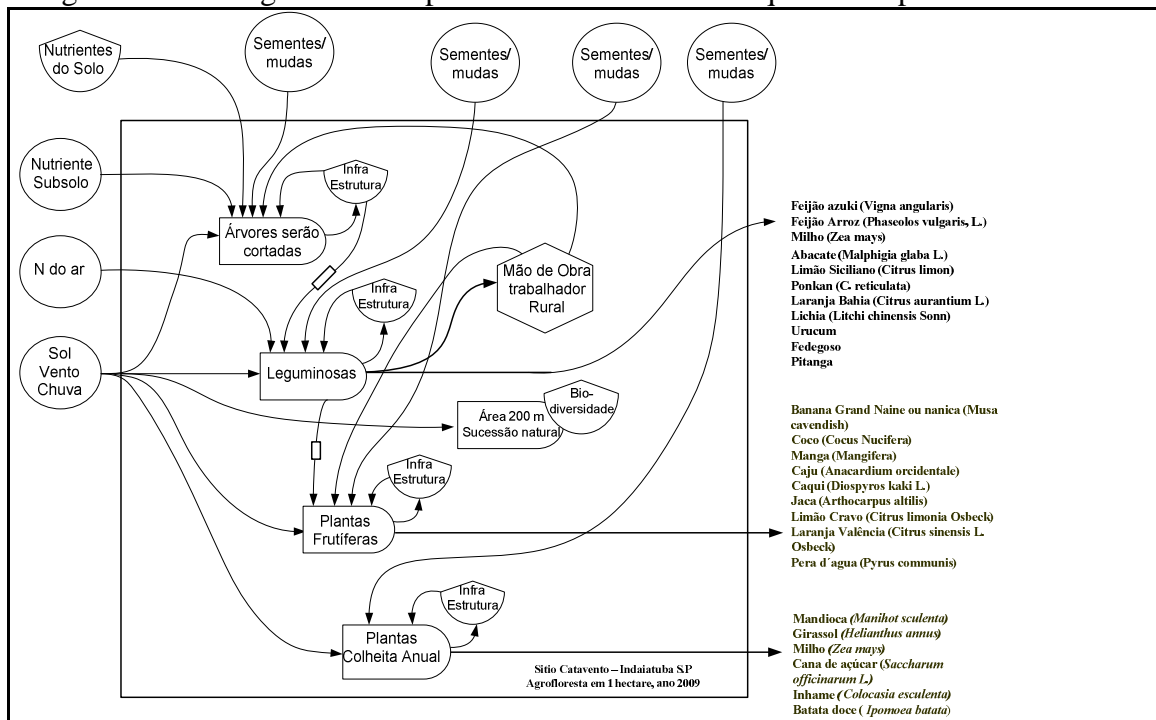 Nutrientes
do Solo
Sementes/
mudas
Sementes/
mudas
Sementes/
mudas
Sementes/
mudas
Nutriente
Subsolo
Infra
Estrutura
Árvores serão
cortadas
N do ar
Mão de Obra
trabalhador
Rural
Infra
Estrutura
Sol
Vento
Chuva
Leguminosas
Área 200 m
Sucessão natural
Bio-
diversidade
Infra
Estrutura
Plantas
Frutíferas
Infra
Estrutura
Plantas
Colheita Anual
Sitio Catavento – Indaiatuba S.P
Agrofloresta em 1 hectare, ano 2009
Feijão azuki (Vigna angularis)
Feijão Arroz (Phaseolos vulgaris, L.)
Milho (Zea mays)
Abacate (Malphigia glaba L.)
Limão Siciliano (Citrus limon)
Ponkan (C. reticulata)
Laranja Bahia (Citrus aurantium L.)
Lichia (Litchi chinensis Sonn)
Urucum
Fedegoso
Pitanga
Banana Grand Naine ou nanica (Musa
cavendish)
Coco (Cocus Nucifera)
Manga (Mangifera)
Caju (Anacardium orcidentale)
Caqui (Diospyros kaki L.)
Jaca (Arthocarpus altilis)
Limão Cravo (Citrus limonia Osbeck)
Laranja Valência (Citrus sinensis L.
Osbeck)
Pera d´agua (Pyrus communis)
Mandioca (Manihot sculenta)
Girassol (Helianthus annus)
Milho (Zea mays)
Cana de açúcar (Saccharum
officinarum L.)
Inhame (Colocasia esculenta)
Batata doce ( Ipomoea batata)